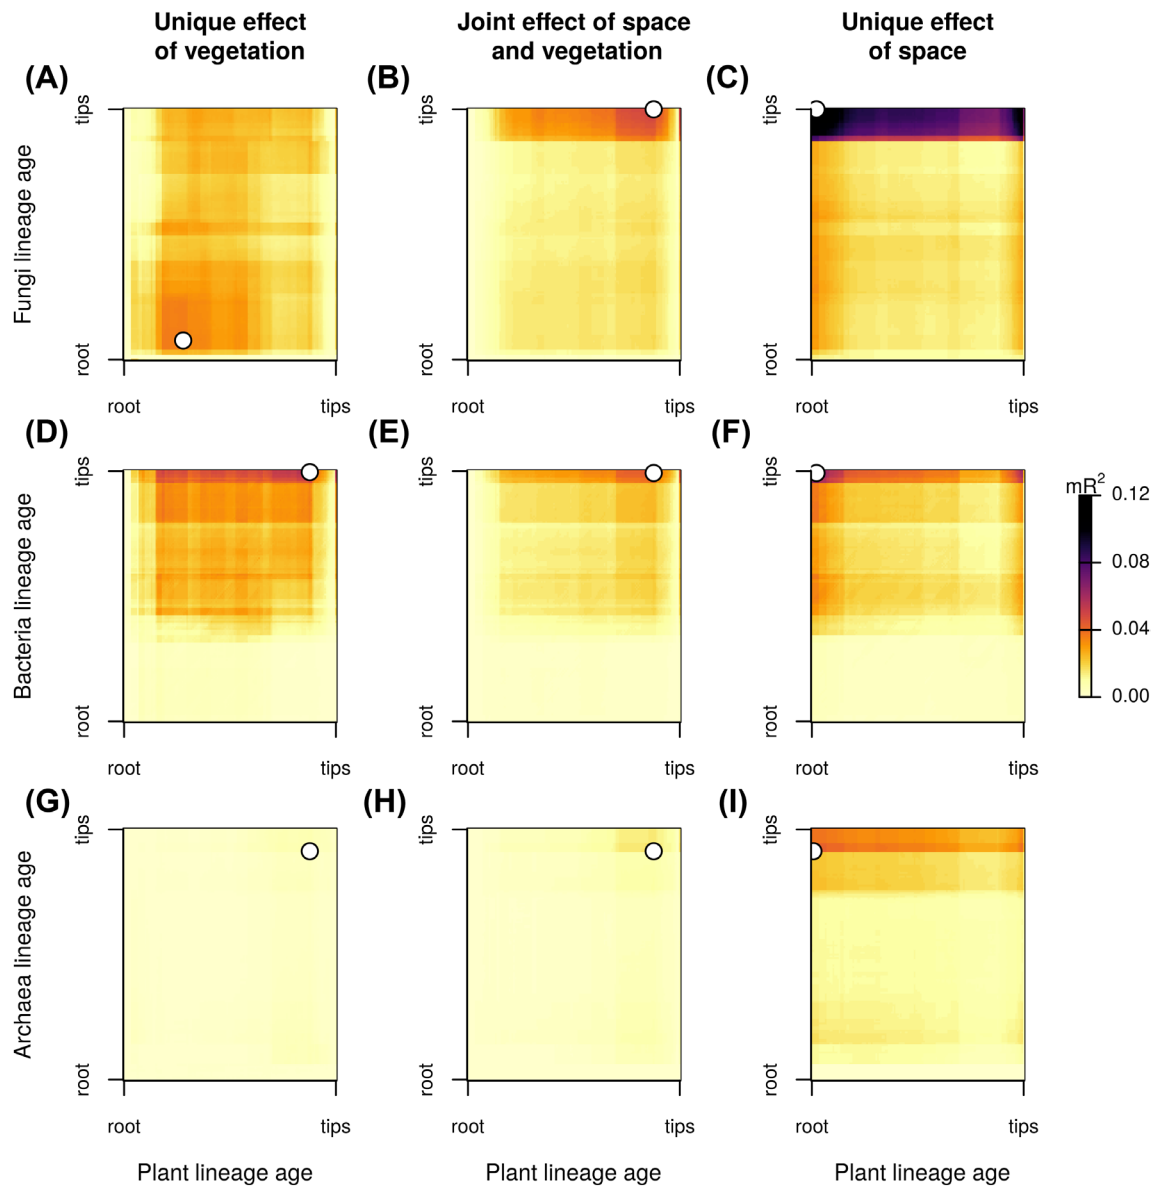 Unique effect
of vegetation
Joint effect of space
and vegetation
Unique effect
of space
(A)
(B)
(C)
tips
tips
tips
Fungi lineage age
root
root
root
root
tips
root
tips
root
tips
(D)
(E)
(F)
tips
tips
tips
Bacteria lineage age
mR²
0.12
0.08
0.04
0.00
root
root
root
root
tips
root
tips
root
tips
(G)
(H)
(I)
tips
tips
tips
Archaea lineage age
root
root
root
root
tips
root
tips
root
tips
Plant lineage age
Plant lineage age
Plant lineage age